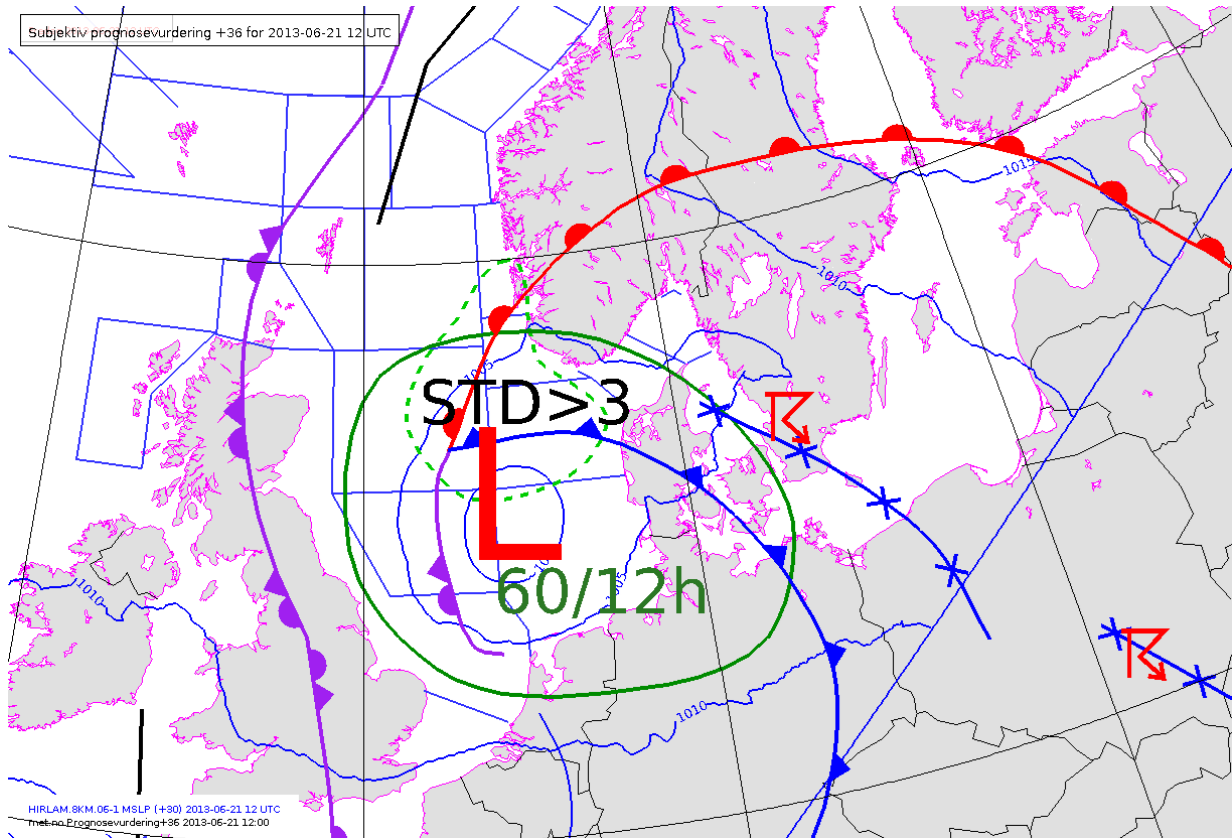 Subjektiv prognosevurdering +36 for 2013-06-21 12 UTC
1015
1010
STD>3
L
60/12h
1010
1010
HIRLAM.8KM.06-1 MSLP (+30) 2013-06-21 12 UTC
met.no Prognosevurdering+36 2013-06-21 12:00